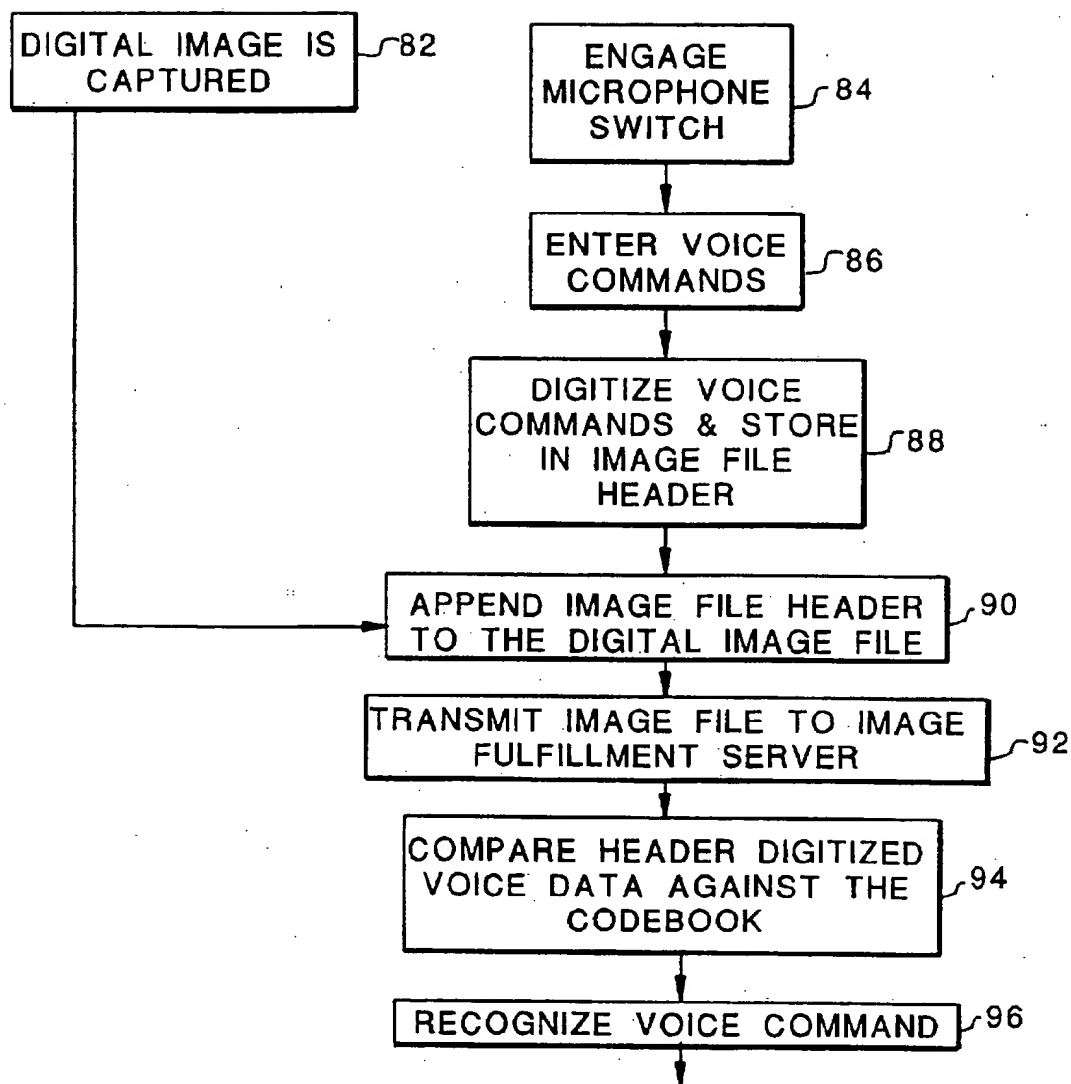 DIGITAL IMAGE IS
CAPTURED
82
ENGAGE
MICROPHONE
SWITCH
84
ENTER VOICE
COMMANDS
86
DIGITIZE VOICE
COMMANDS & STORE
IN IMAGE FILE
HEADER
88
APPEND IMAGE FILE HEADER
TO THE DIGITAL IMAGE FILE
90
TRANSMIT IMAGE FILE TO IMAGE
FULFILLMENT SERVER
92
COMPARE HEADER DIGITIZED
VOICE DATA AGAINST THE
CODEBOOK
94
RECOGNIZE VOICE COMMAND
96